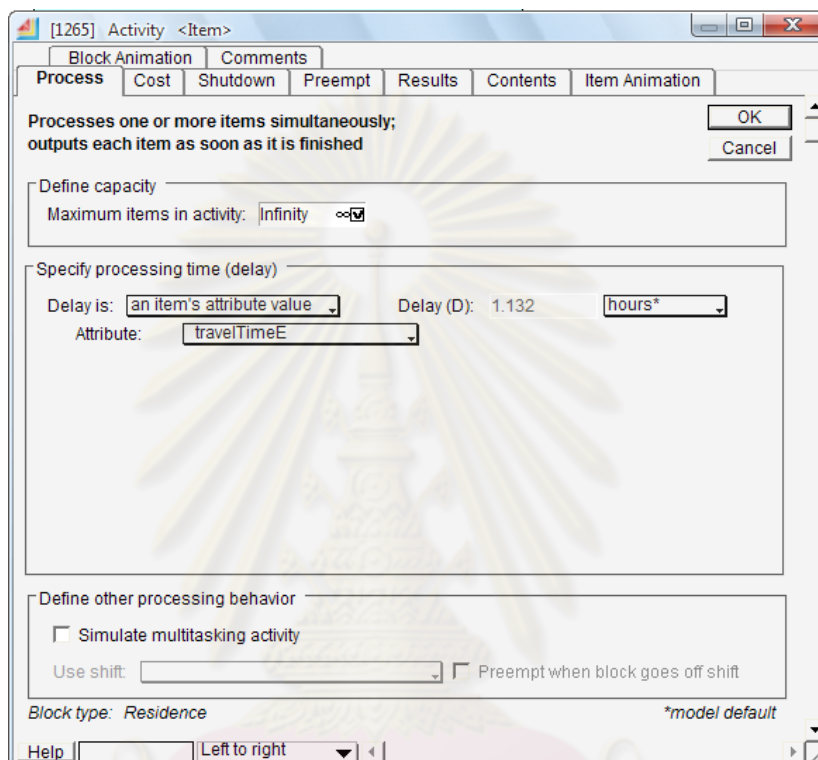 [1265] Activity <Item>
Block Animation Comments
Process Cost Shutdown Preempt Results Contents Item Animation
Processes one or more items simultaneously;
outputs each item as soon as it is finished
OK
Cancel
Define capacity
Maximum items in activity: Infinity ∞
Specify processing time (delay)
Delay is: an item's attribute value Delay (D): 1.132 hours*
Attribute: travelTimeE
Define other processing behavior
Simulate multitasking activity
Use shift: Preempt when block goes off shift
Block type: Residence *model default
Help Left to right